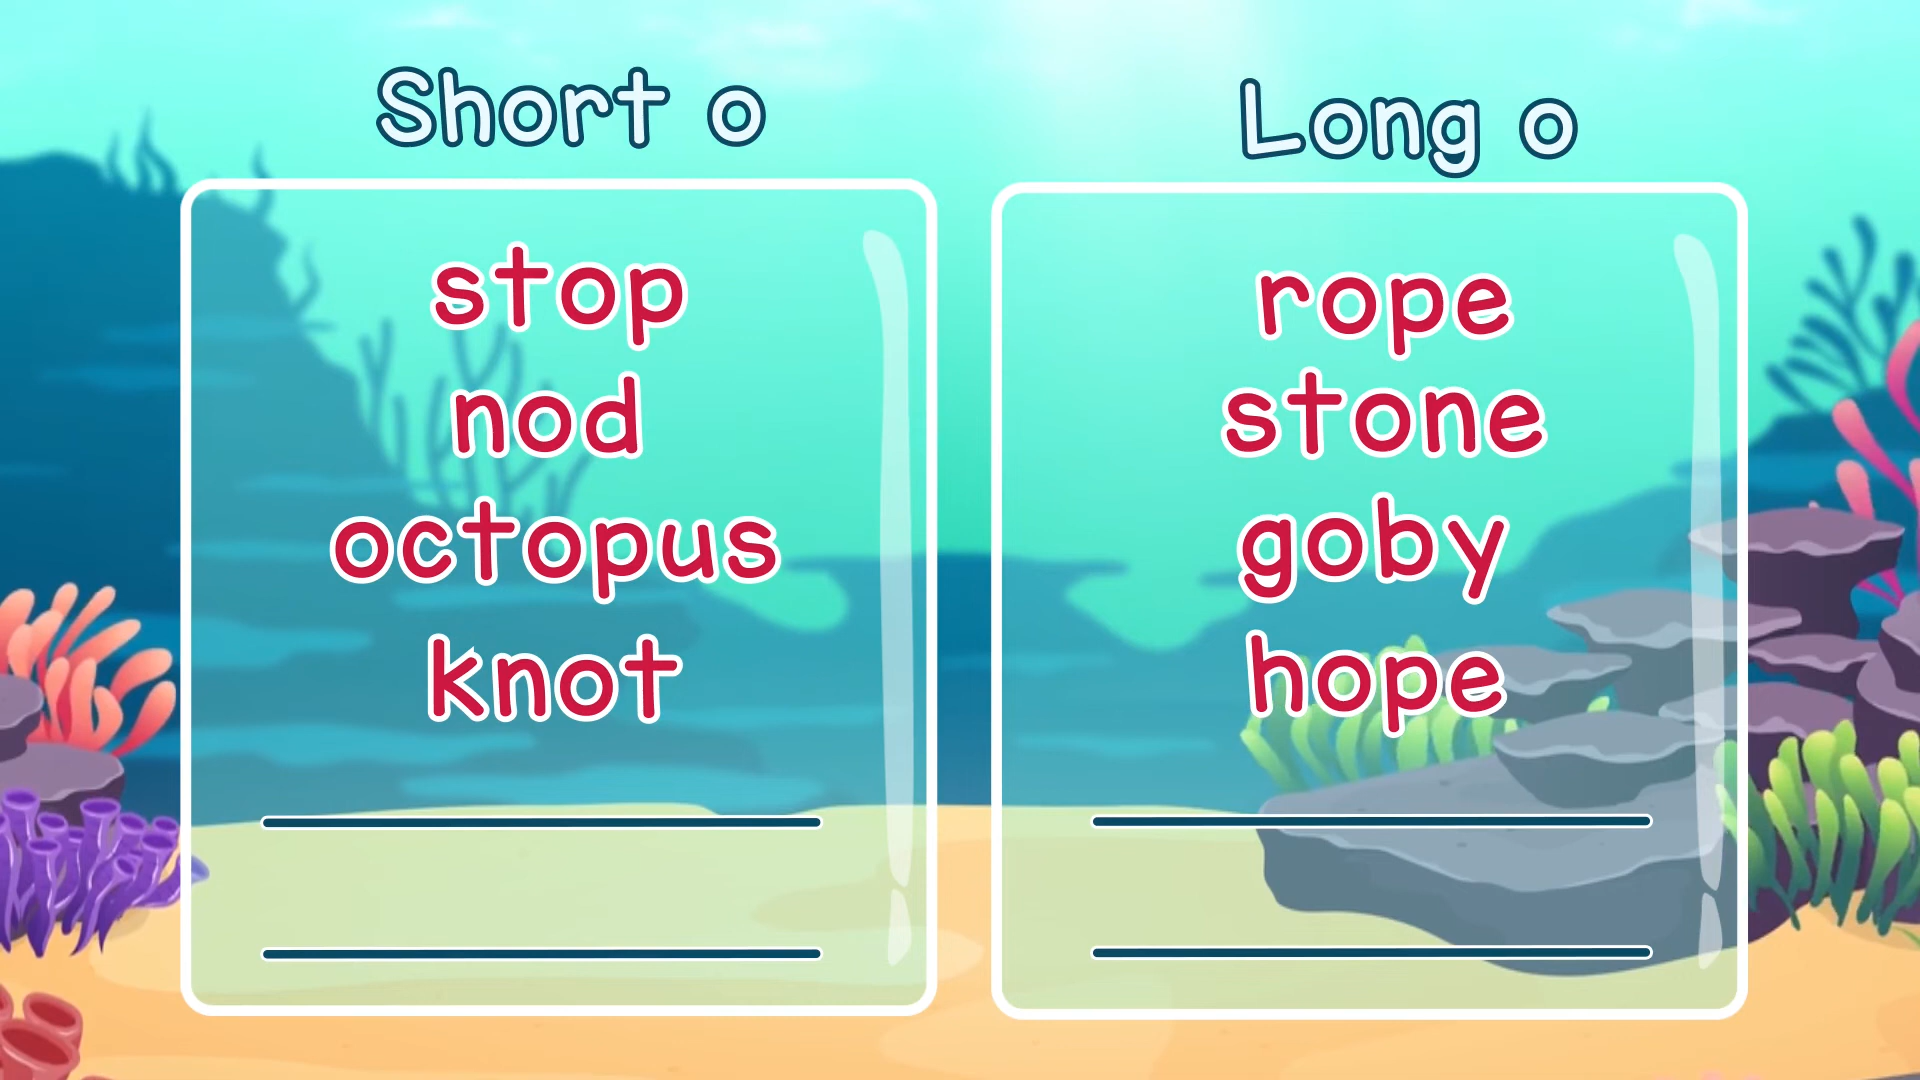 Short o
stop
nod
octopus
knot
Long o
rope
stone
goby
hope